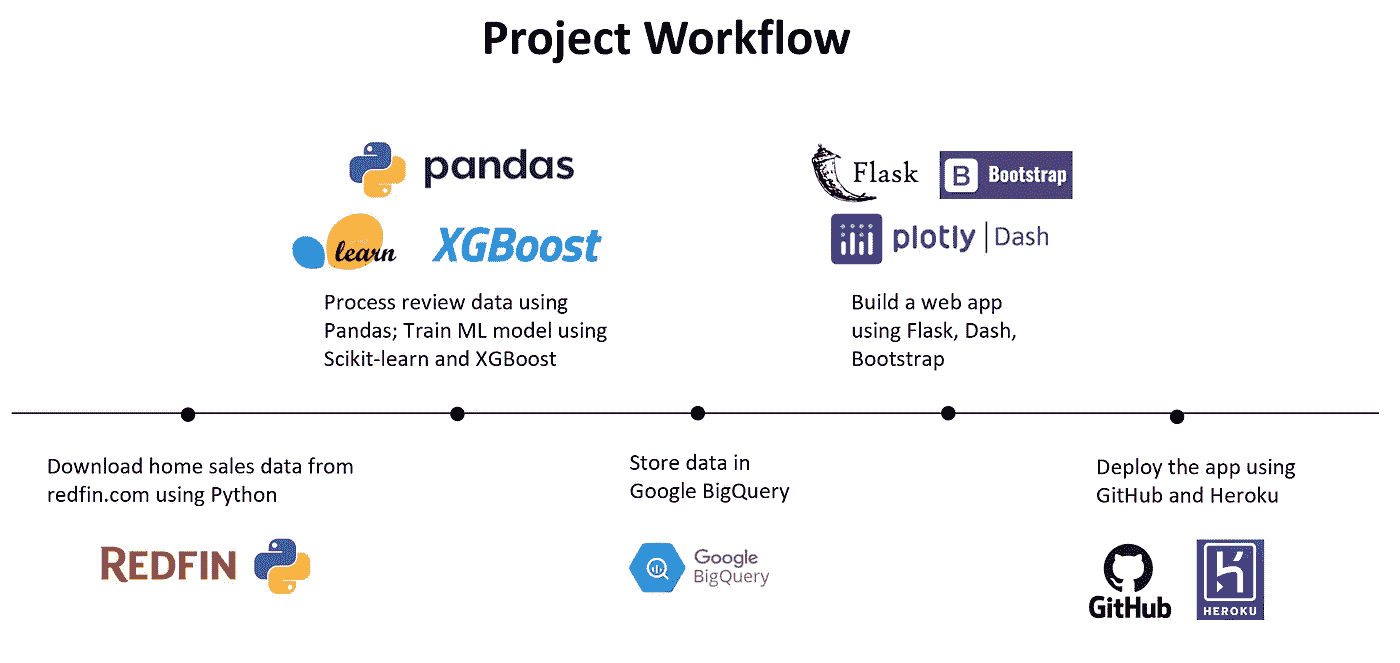 Project Workflow
pandas
learn
XGBoost
Process review data using
Pandas; Train ML model using
Scikit-learn and XGBoost
Flask
B
Bootstrap
plotly | Dash
Build a web app
using Flask, Dash,
Bootstrap
Download home sales data from
redfin.com using Python
REDFIN
Store data in
Google BigQuery
Google
BigQuery
Deploy the app using
GitHub and Heroku
GitHub
HEROKU